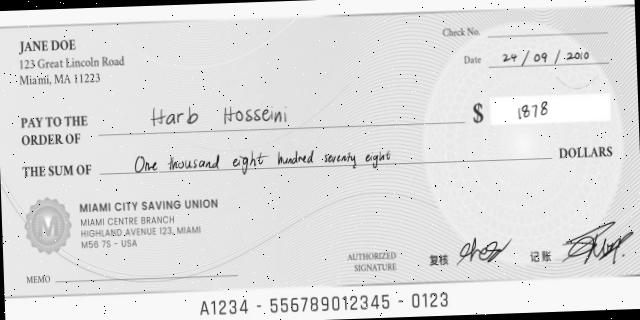 JANE DOE
123 Great Lincoln Road
Miami, MA 11223
Check No.
Date 24/09/2010
PAY TO THE
ORDER OF Harb Hosseini $ 1878
THE SUM OF One thousand eight hundred seventy eight DOLLARS
MIAMI CITY SAVING UNION
MIAMI CENTRE BRANCH
HIGHLAND AVENUE 123, MIAMI
M56 7S - USA
M
MEMO
AUTHORIZED
SIGNATURE
复核 记账
A1234 - 556789012345 - 0123